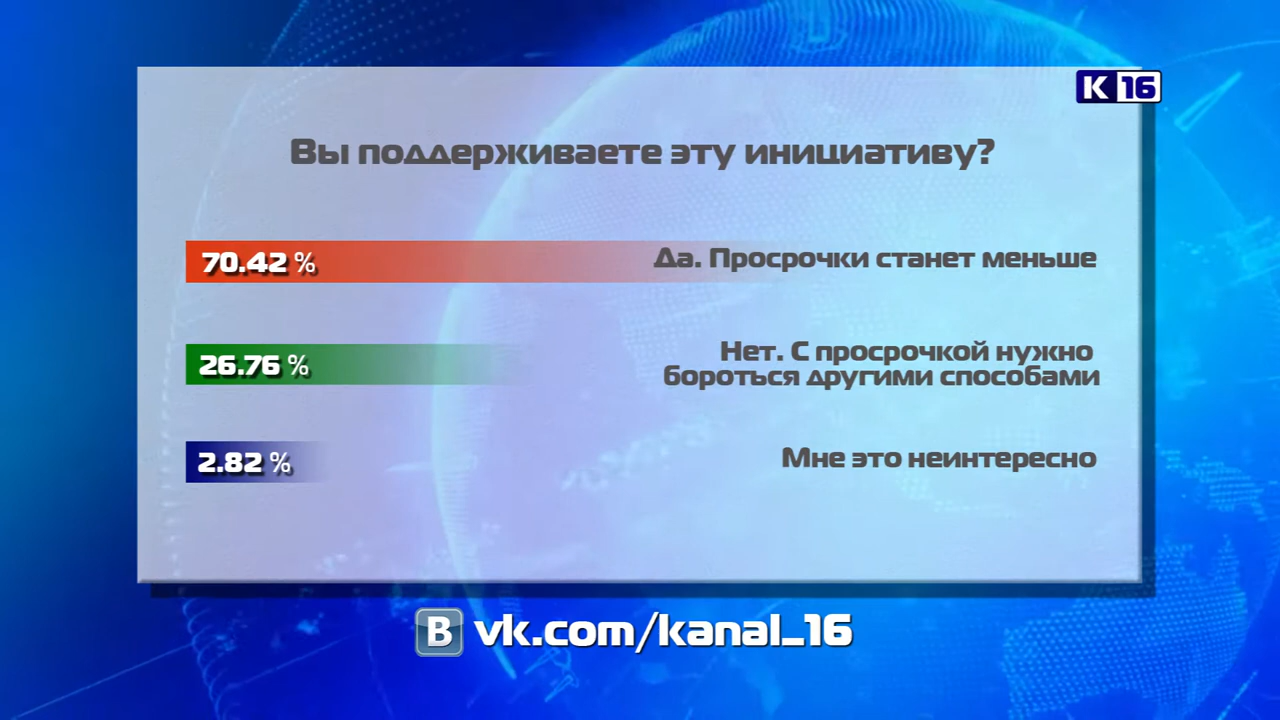 К 16
Вы поддерживаете эту инициативу?
70.42 %
Да. Просрочки станет меньше
26.76 %
Нет. С просрочкой нужно
бороться другими способами
2.82 %
Мне это неинтересно
В vk.com/kanal_16